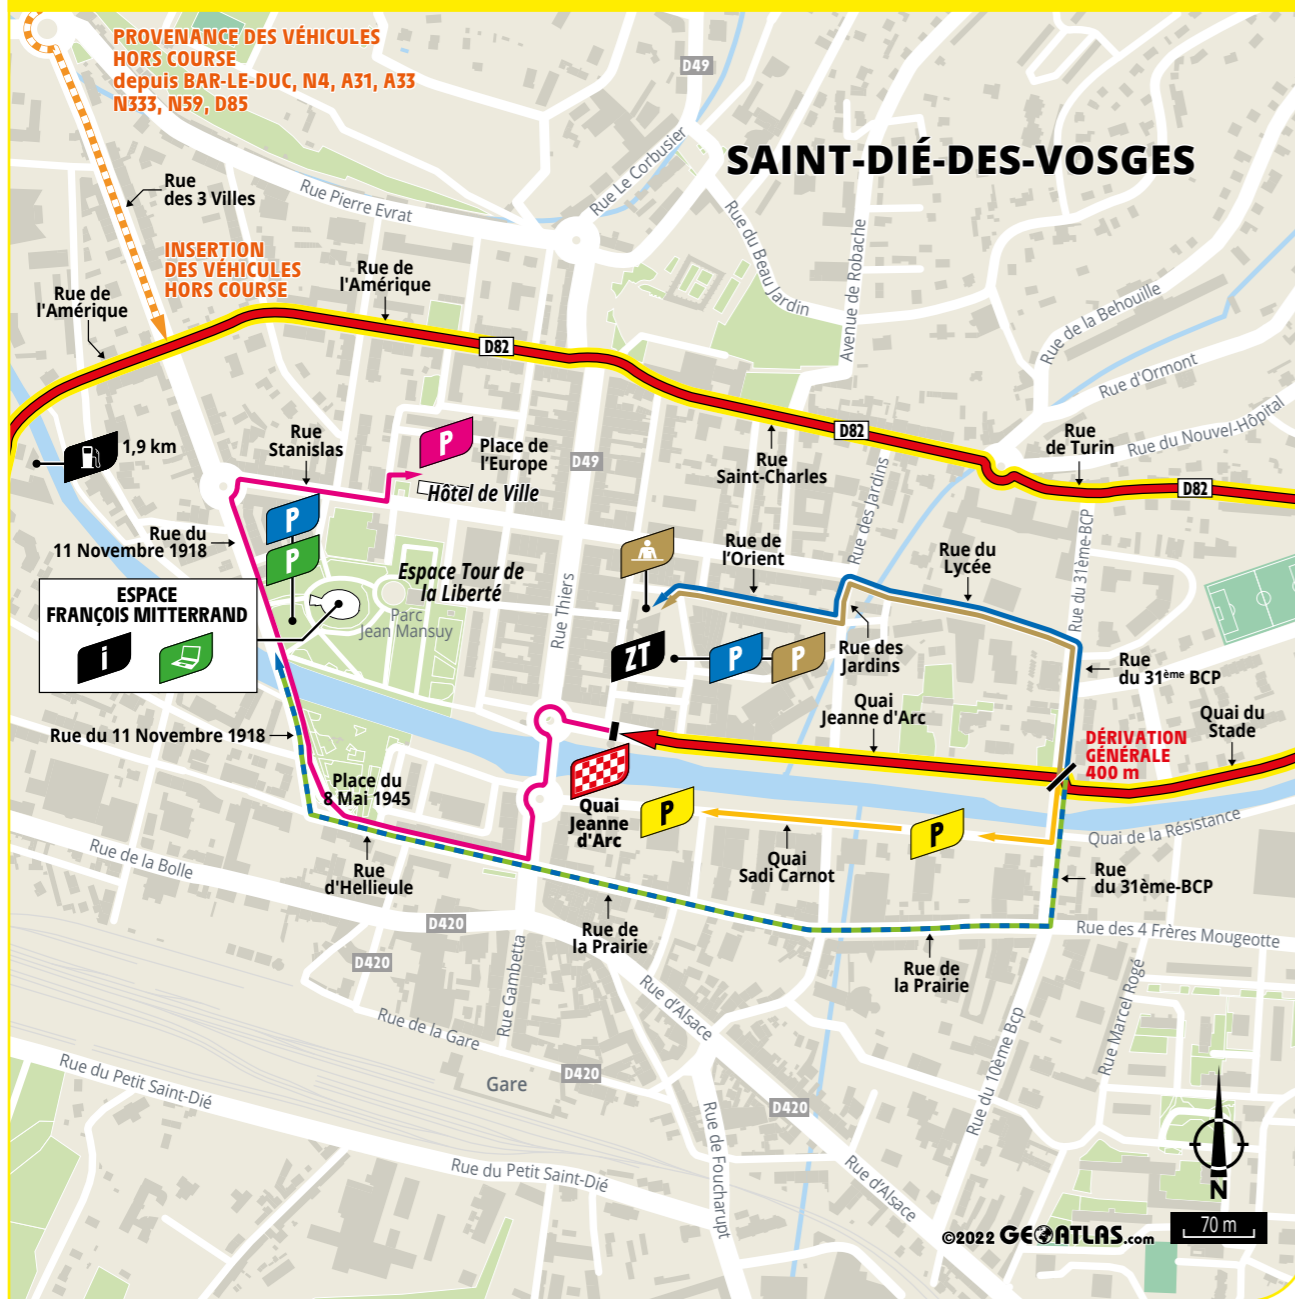 PROVENANCE DES VÉHICULES
HORS COURSE
depuis BAR-LE-DUC, N4, A31, A33
N333, N59, D85
D49
SAINT-DIÉ-DES-VOSGES
Rue Le Corbusier
Rue
des 3 Villes
Rue Pierre Evrat
Rue du Beau Jardin
Avenue de Robache
INSERTION
DES VÉHICULES
HORS COURSE
Rue de
l'Amérique
Rue de
l'Amérique
Rue de la Behouille
D82
Rue d'Ormont
Rue du Nouvel-Hôpital
1,9 km
Rue
Stanislas
P
Place de
l'Europe
Hôtel de Ville
D49
D82
Rue
Saint-Charles
Rue
de Turin
D82
Rue des Jardins
Rue du
11 Novembre 1918
P
P
Rue de
l'Orient
Rue du
Lycée
Rue du 31ème-BCP
ESPACE
FRANÇOIS MITTERRAND
i
Espace Tour de
la Liberté
Parc
Jean Mansuy
Rue Thiers
ZT
P
P
Rue des
Jardins
Rue
du 31ème BCP
Quai
Jeanne d'Arc
Quai du
Stade
Rue du 11 Novembre 1918
DÉRIVATION
GÉNÉRALE
400 m
Place du
8 Mai 1945
Quai
Jeanne
d'Arc
P
P
Quai de la Résistance
Rue de la Bolle
Rue
d'Hellieule
Quai
Sadi Carnot
Rue
du 31ème-BCP
D420
Rue de
la Prairie
Rue des 4 Frères Mougeotte
D420
Rue Gambetta
Rue de
la Prairie
Rue d'Alsace
Rue de la Gare
Rue du 10ème Bcp
Rue Marcel Rogé
Rue du Petit Saint-Dié
Gare
D420
D420
Rue de Foucharupt
Rue du Petit Saint-Dié
Rue d'Alsace
N
©2022 GEOATLAS.com
70 m